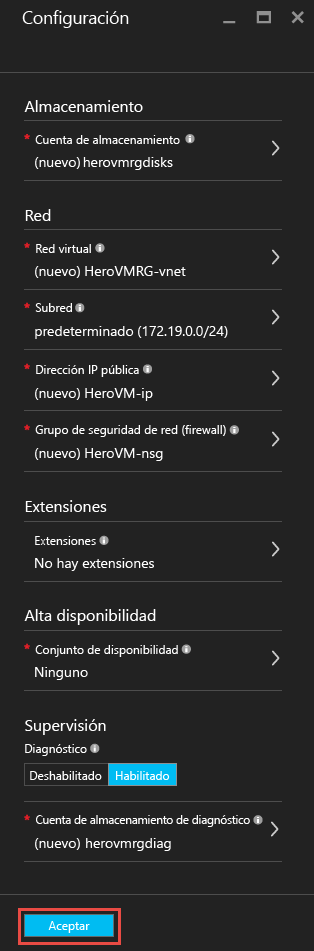 Configuración
Almacenamiento
* Cuenta de almacenamiento
(nuevo) herovmrgdisks
Red
* Red virtual
(nuevo) HeroVMRG-vnet
* Subred
predeterminado (172.19.0.0/24)
* Dirección IP pública
(nuevo) HeroVM-ip
* Grupo de seguridad de red (firewall)
(nuevo) HeroVM-nsg
Extensiones
Extensiones
No hay extensiones
Alta disponibilidad
* Conjunto de disponibilidad
Ninguno
Supervisión
Diagnóstico
Deshabilitado Habilitado
* Cuenta de almacenamiento de diagnóstico
(nuevo) herovmrgdiag
Aceptar